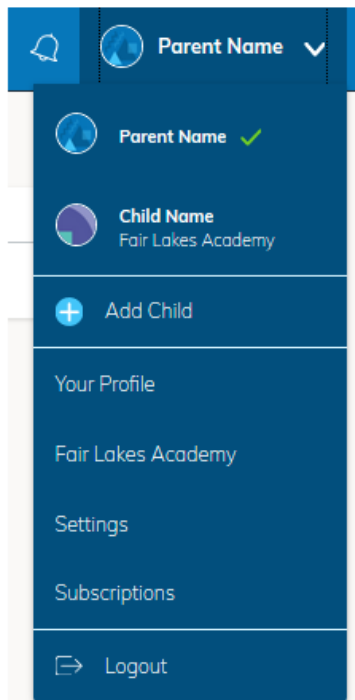 Parent Name
Parent Name
Child Name
Fair Lakes Academy
Add Child
Your Profile
Fair Lakes Academy
Settings
Subscriptions
Logout